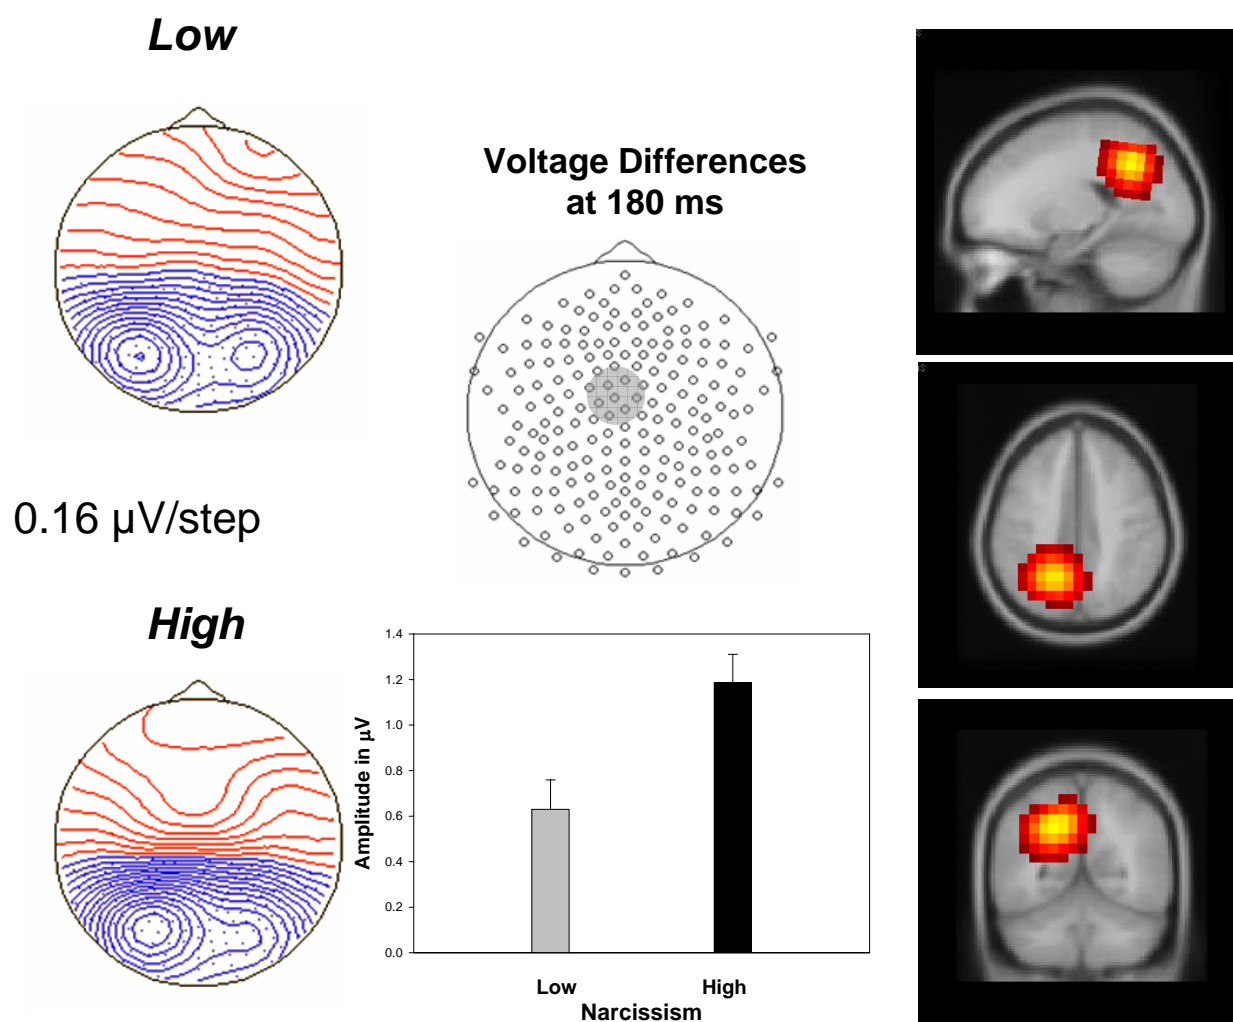 Low
Voltage Differences
at 180 ms
0.16 µV/step
High
Amplitude in µV
1.4
1.2
1.0
0.8
0.6
0.4
0.2
0.0
Low High
Narcissism